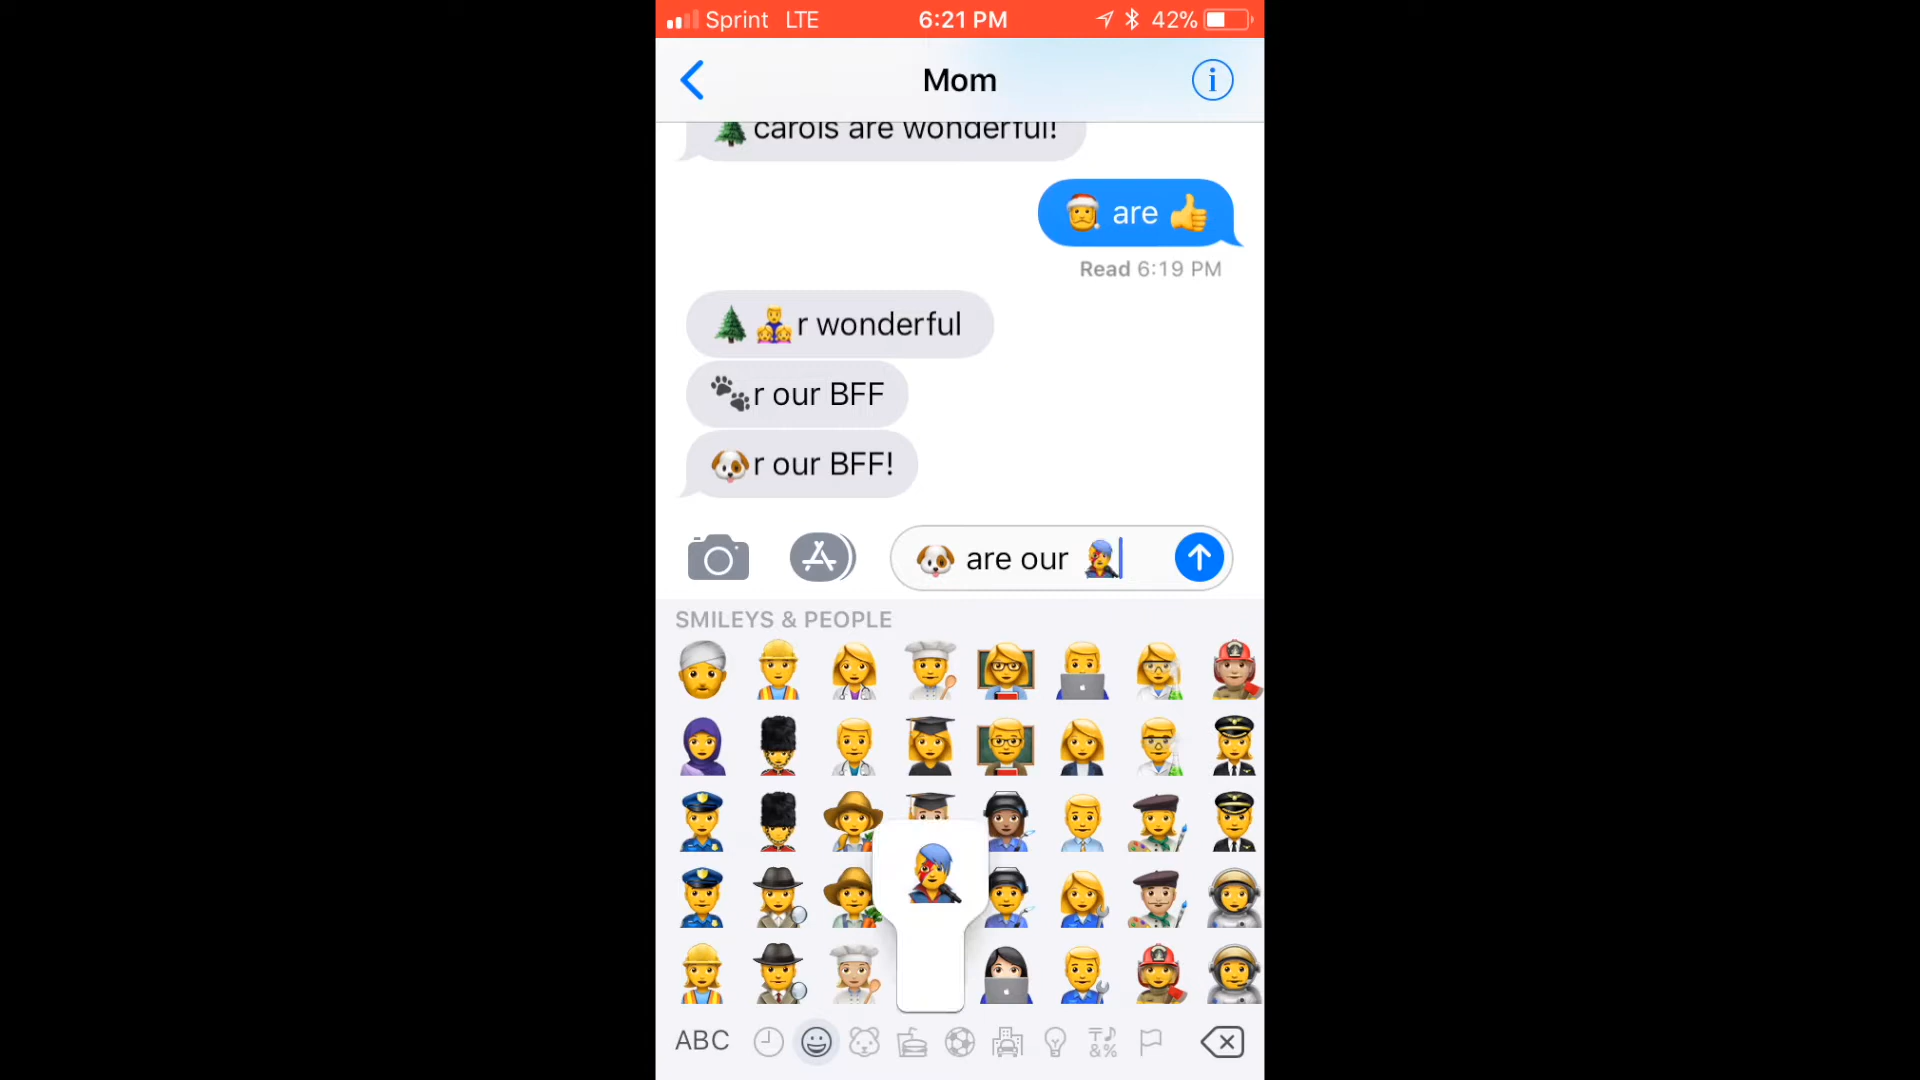 Sprint LTE 6:21 PM 42%
Mom
🎄 carols are wonderful!
🎅 are 👍
Read 6:19 PM
🌲 👨‍👧‍👧r wonderful
🐾r our BFF
🐶r our BFF!
🐶 are our 👨‍🎤
SMILEYS & PEOPLE
ABC